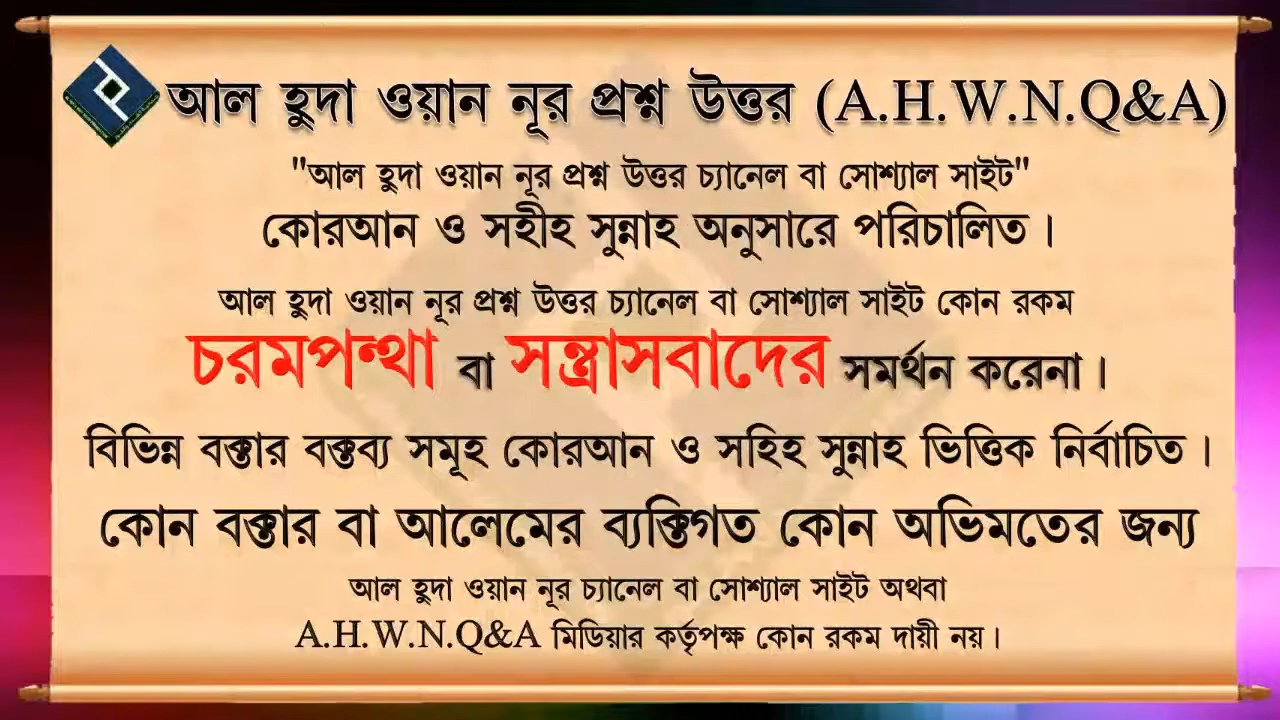 আল হুদা ওয়ান নূর প্রশ্ন উত্তর (A.H.W.N.Q&A)
"আল হুদা ওয়ান নূর প্রশ্ন উত্তর চ্যানেল বা সোশ্যাল সাইট"
কোরআন ও সহীহ সুন্নাহ অনুসারে পরিচালিত ।
আল হুদা ওয়ান নূর প্রশ্ন উত্তর চ্যানেল বা সোশ্যাল সাইট কোন রকম
চরমপন্থা বা সন্ত্রাসবাদের সমর্থন করেনা ।
বিভিন্ন বক্তার বক্তব্য সমূহ কোরআন ও সহিহ সুন্নাহ ভিত্তিক নির্বাচিত ।
কোন বক্তার বা আলেমের ব্যক্তিগত কোন অভিমতের জন্য
আল হুদা ওয়ান নূর চ্যানেল বা সোশ্যাল সাইট অথবা
A.H.W.N.Q&A মিডিয়ার কর্তৃপক্ষ কোন রকম দায়ী নয় ।